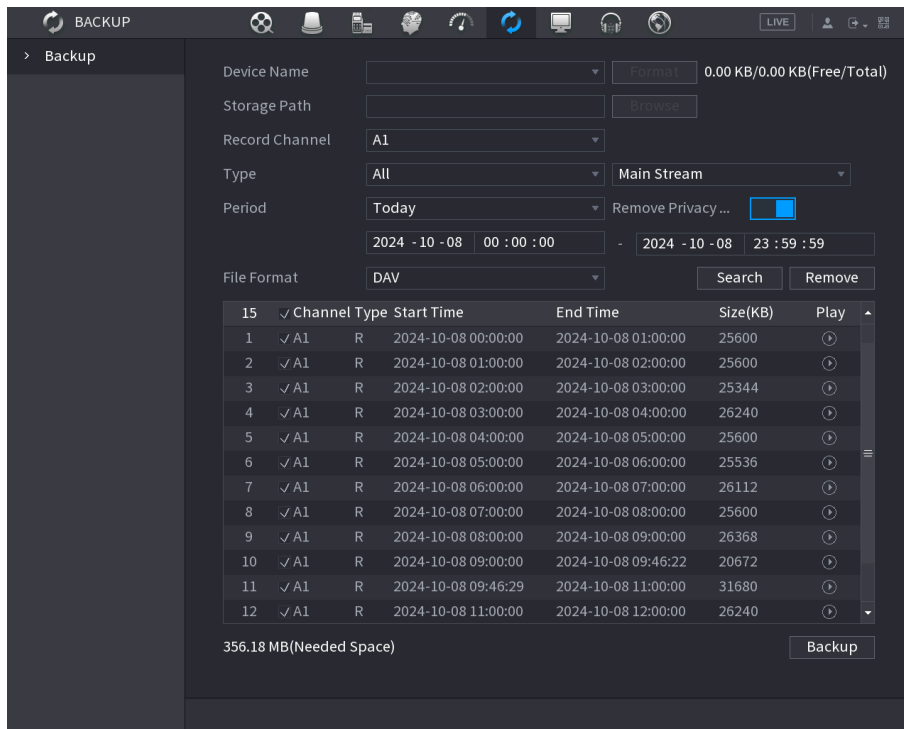 BACKUP LIVE
Backup
Device Name Format 0.00 KB/0.00 KB(Free/Total)
Storage Path Browse
Record Channel A1
Type All Main Stream
Period Today Remove Privacy ...
2024 -10 -08 00 : 00 : 00 - 2024 -10 -08 23 : 59 : 59
File Format DAV Search Remove
15 Channel Type Start Time End Time Size(KB) Play
1 A1 R 2024-10-08 00:00:00 2024-10-08 01:00:00 25600
2 A1 R 2024-10-08 01:00:00 2024-10-08 02:00:00 25600
3 A1 R 2024-10-08 02:00:00 2024-10-08 03:00:00 25344
4 A1 R 2024-10-08 03:00:00 2024-10-08 04:00:00 26240
5 A1 R 2024-10-08 04:00:00 2024-10-08 05:00:00 25600
6 A1 R 2024-10-08 05:00:00 2024-10-08 06:00:00 25536
7 A1 R 2024-10-08 06:00:00 2024-10-08 07:00:00 26112
8 A1 R 2024-10-08 07:00:00 2024-10-08 08:00:00 25600
9 A1 R 2024-10-08 08:00:00 2024-10-08 09:00:00 26368
10 A1 R 2024-10-08 09:00:00 2024-10-08 09:46:22 20672
11 A1 R 2024-10-08 09:46:29 2024-10-08 11:00:00 31680
12 A1 R 2024-10-08 11:00:00 2024-10-08 12:00:00 26240
356.18 MB(Needed Space) Backup